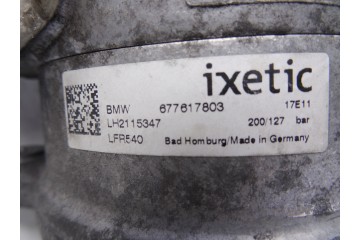 ixetic
BMW 677617803 17E11
LH2115347 200/127 bar
LFR540 Bad Homburg/Made in Germany